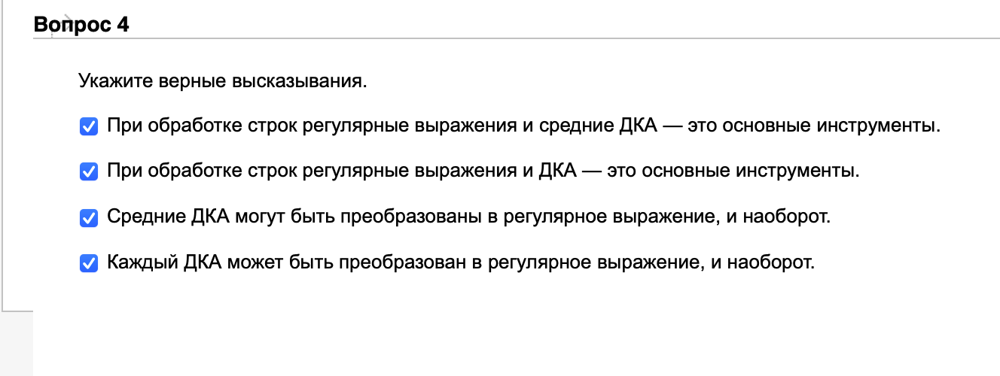 Вопрос 4
Укажите верные высказывания.
При обработке строк регулярные выражения и средние ДКА — это основные инструменты.
При обработке строк регулярные выражения и ДКА — это основные инструменты.
Средние ДКА могут быть преобразованы в регулярное выражение, и наоборот.
Каждый ДКА может быть преобразован в регулярное выражение, и наоборот.